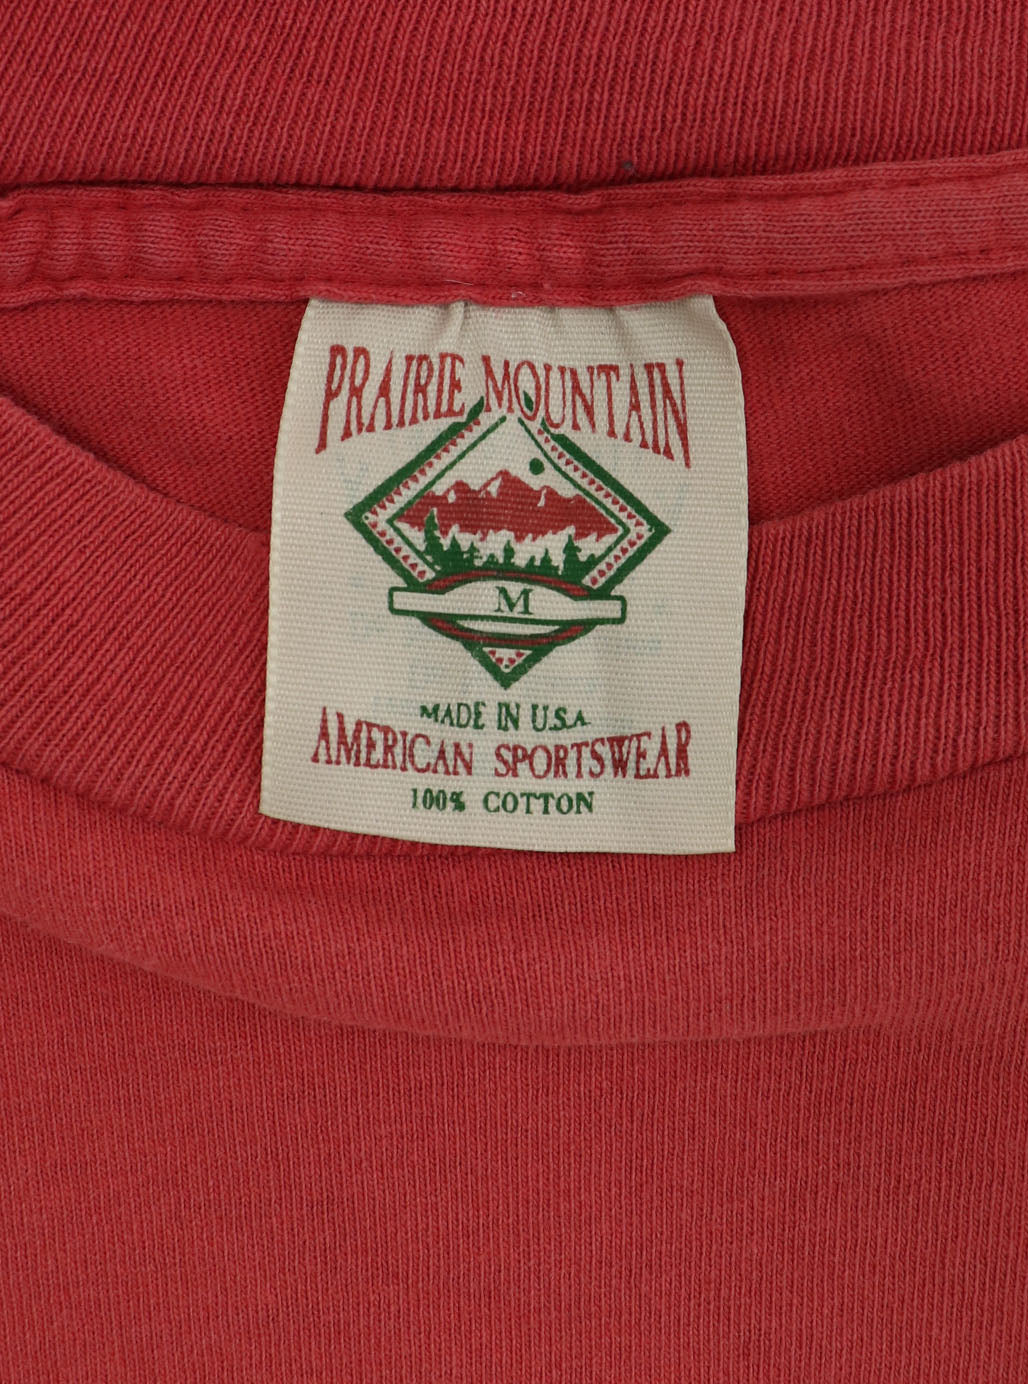 PRAIRIE MOUNTAIN
M
MADE IN U.S.A.
AMERICAN SPORTSWEAR
100% COTTON